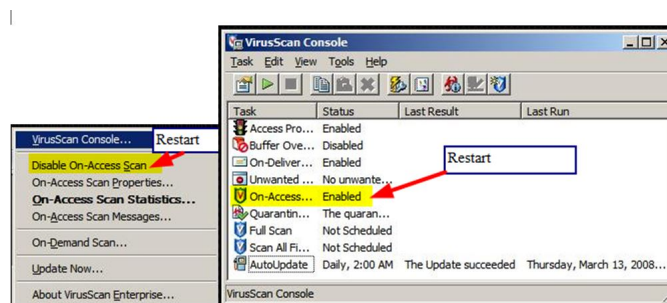 VirusScan Console...
Restart
Disable On-Access Scan
On-Access Scan Properties...
On-Access Scan Statistics...
On-Access Scan Messages...
On-Demand Scan...
Update Now...
About VirusScan Enterprise...
VirusScan Console
Task Edit View Tools Help
Task Status Last Result Last Run
Access Pro... Enabled
Buffer Ove... Disabled
On-Deliver... Enabled
Unwanted ... No unwante...
Restart
On-Access... Enabled
Quarantin... The quaran...
Full Scan Not Scheduled
Scan All Fi... Not Scheduled
AutoUpdate Daily, 2:00 AM The Update succeeded Thursday, March 13, 2008...
VirusScan Console